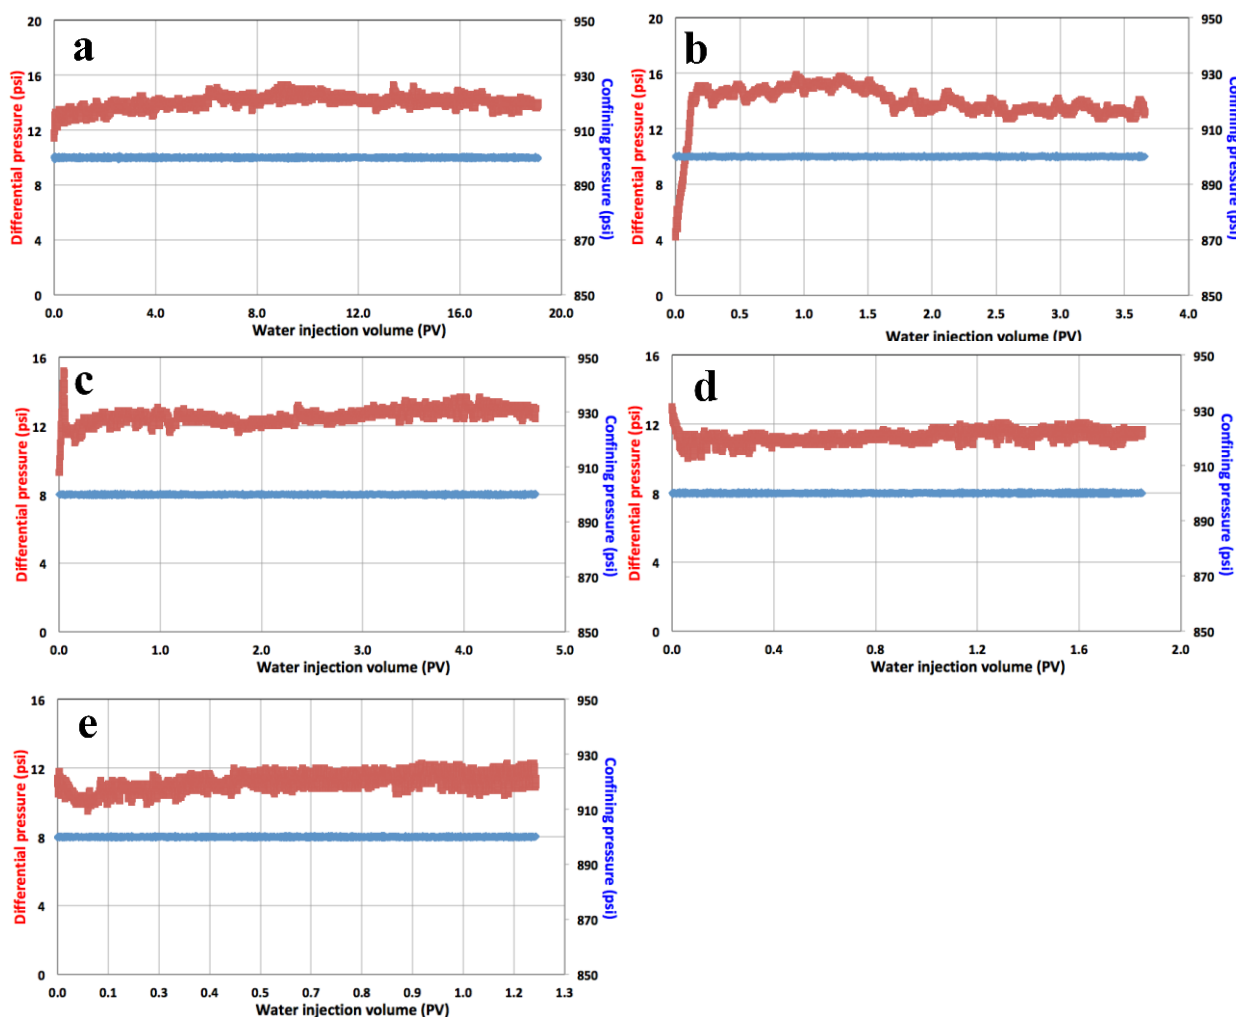 a
Differential pressure (psi)
20
16
12
8
4
0
0.0 4.0 8.0 12.0 16.0 20.0
Water injection volume (PV)
950
930
910
890
870
850
Confining pressure (psi)
b
Differential pressure (psi)
20
16
12
8
4
0
0.0 0.5 1.0 1.5 2.0 2.5 3.0 3.5 4.0
Water injection volume (PV)
950
930
910
890
870
850
Confining pressure (psi)
c
Differential pressure (psi)
16
12
8
4
0
0.0 1.0 2.0 3.0 4.0 5.0
Water injection volume (PV)
950
930
910
890
870
850
Confining pressure (psi)
d
Differential pressure (psi)
16
12
8
4
0
0.0 0.4 0.8 1.2 1.6 2.0
Water injection volume (PV)
950
930
910
890
870
850
Confining pressure (psi)
e
Differential pressure (psi)
16
12
8
4
0
0.0 0.1 0.3 0.4 0.5 0.7 0.8 0.9 1.0 1.2 1.3
Water injection volume (PV)
950
930
910
890
870
850
Confining pressure (psi)